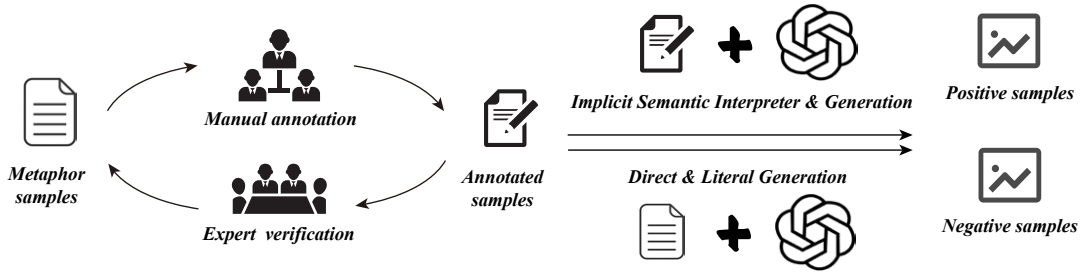 Metaphor
samples
Manual annotation
Expert verification
Annotated
samples
Implicit Semantic Interpreter & Generation
Direct & Literal Generation
Positive samples
Negative samples